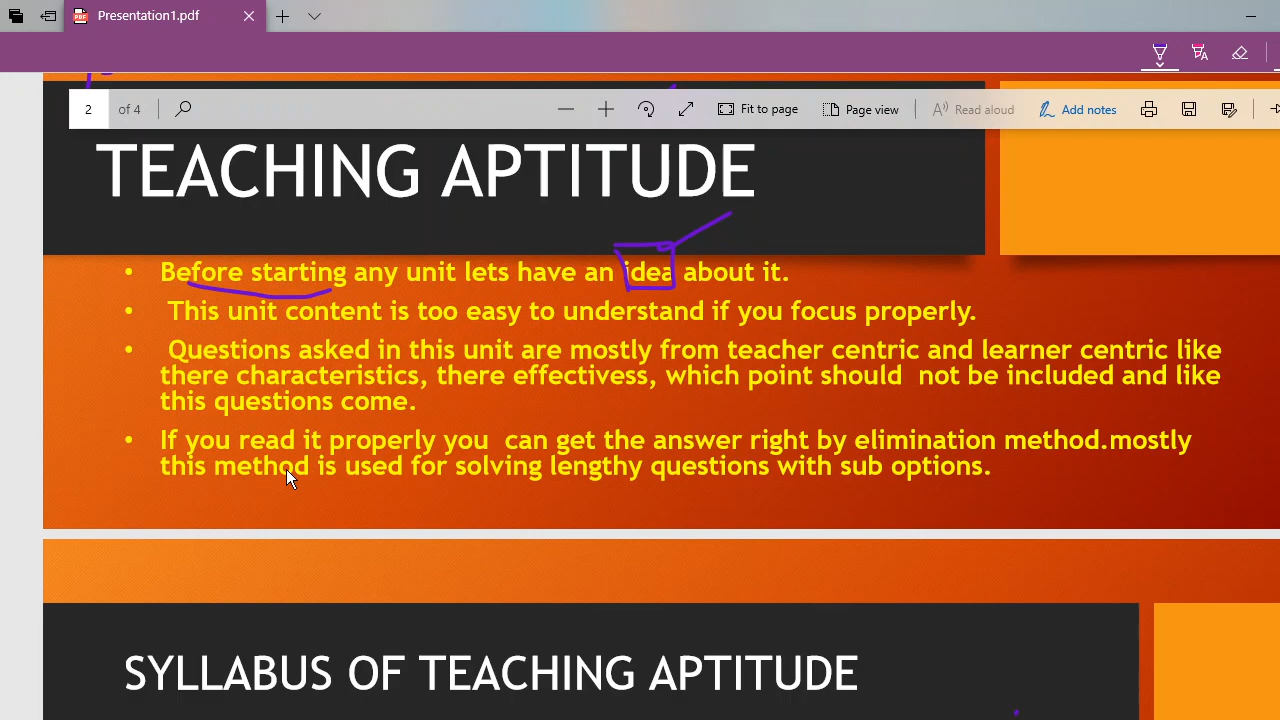 Presentation1.pdf
2 of 4
Fit to page
Page view
Read aloud
Add notes
TEACHING APTITUDE
• Before starting any unit lets have an idea about it.
• This unit content is too easy to understand if you focus properly.
• Questions asked in this unit are mostly from teacher centric and learner centric like
there characteristics, there effectivess, which point should not be included and like
this questions come.
• If you read it properly you can get the answer right by elimination method.mostly
this method is used for solving lengthy questions with sub options.
SYLLABUS OF TEACHING APTITUDE